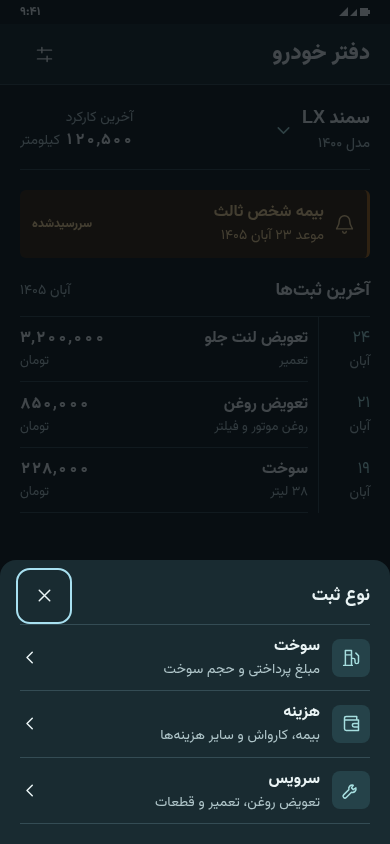 ۹:۴۱
دفتر خودرو
سمند LX
مدل ۱۴۰۰
آخرین کارکرد
۱۲۰,۵۰۰ کیلومتر
بیمه شخص ثالث
موعد ۲۳ آبان ۱۴۰۵
سررسیدشده
آخرین ثبت‌ها
آبان ۱۴۰۵
۲۴
آبان
تعویض لنت جلو
تعمیر
۳,۲۰۰,۰۰۰
تومان
۲۱
آبان
تعویض روغن
روغن موتور و فیلتر
۸۵۰,۰۰۰
تومان
۱۹
آبان
سوخت
۳۸ لیتر
۲۲۸,۰۰۰
تومان
نوع ثبت
سوخت
مبلغ پرداختی و حجم سوخت
هزینه
بیمه، کارواش و سایر هزینه‌ها
سرویس
تعویض روغن، تعمیر و قطعات